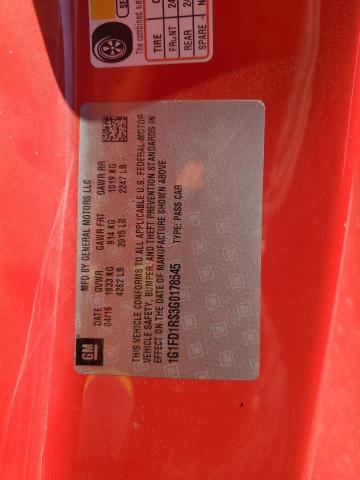 MFD BY GENERAL MOTORS LLC
DATE GVWR GAWR FRT GAWR RR
04/16 1933 KG 914 KG 1019 KG
4262 LB 2015 LB 2247 LB
THIS VEHICLE CONFORMS TO ALL APPLICABLE U.S. FEDERAL MOTOR
VEHICLE SAFETY, BUMPER, AND THEFT PREVENTION STANDARDS IN
EFFECT ON THE DATE OF MANUFACTURE SHOWN ABOVE.
1G1FD1RS3G0178545 TYPE: PASS CAR
GM
The combined
TIRE
FRONT
REAR
SPARE